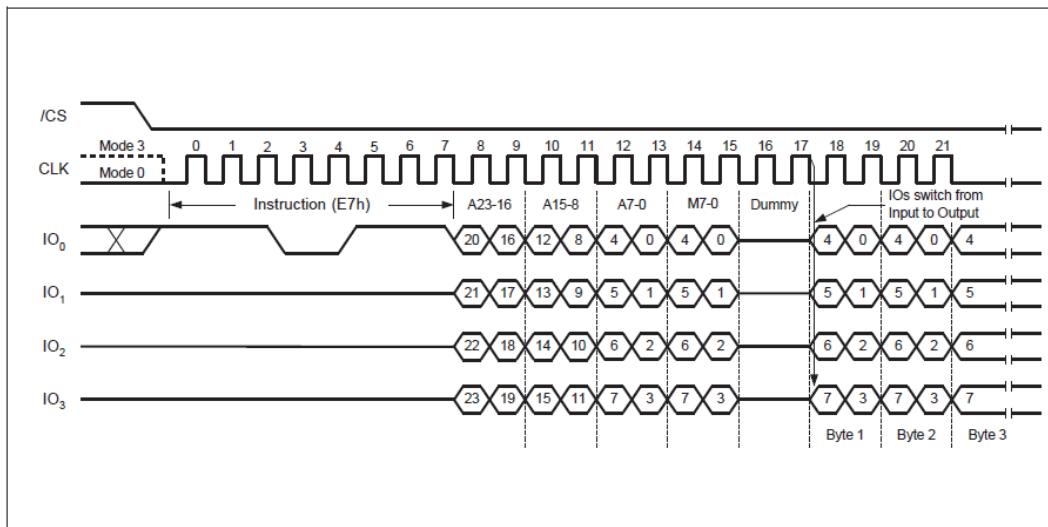 /CS
Mode 3 0 1 2 3 4 5 6 7 8 9 10 11 12 13 14 15 16 17 18 19 20 21
CLK
Mode 0
Instruction (E7h) A23-16 A15-8 A7-0 M7-0 Dummy IOs switch from
Input to Output
IO0 20 16 12 8 4 0 4 0 4 0 4 0 4
IO1 21 17 13 9 5 1 5 1 5 1 5 1 5
IO2 22 18 14 10 6 2 6 2 6 2 6 2 6
IO3 23 19 15 11 7 3 7 3 7 3 7 3 7
Byte 1 Byte 2 Byte 3